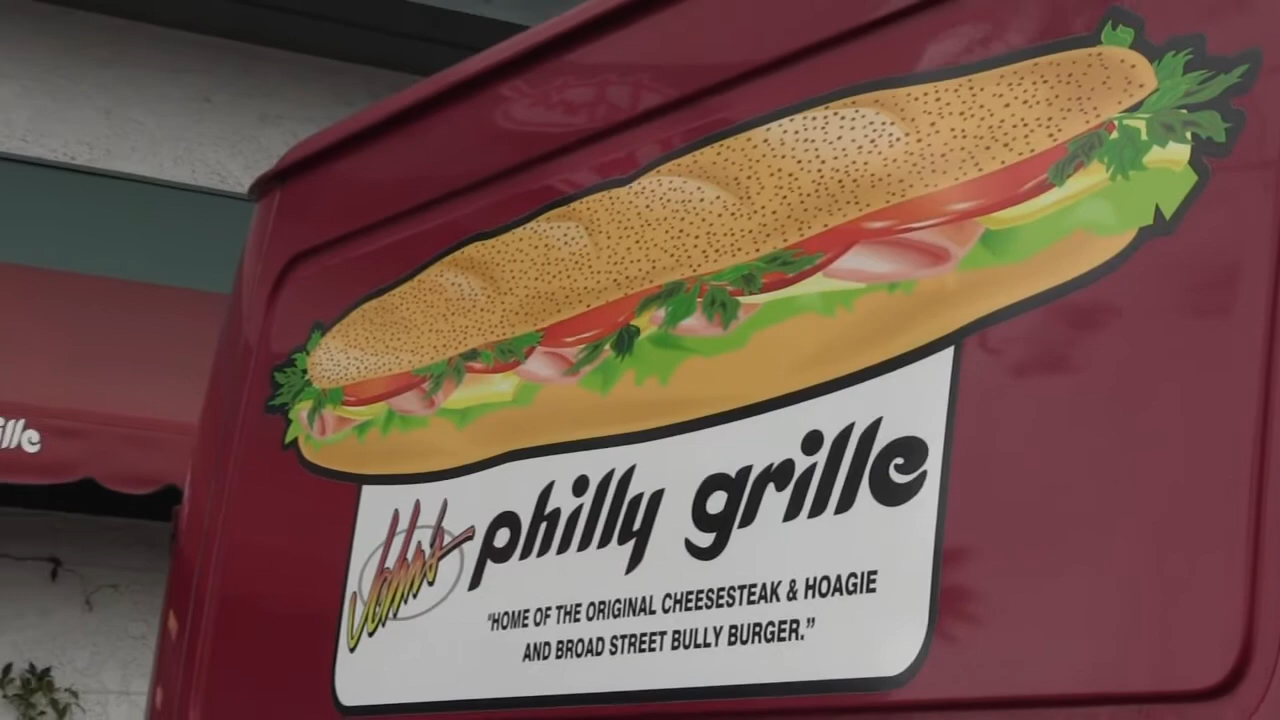 ille
John's philly grille
"HOME OF THE ORIGINAL CHEESESTEAK & HOAGIE
AND BROAD STREET BULLY BURGER."